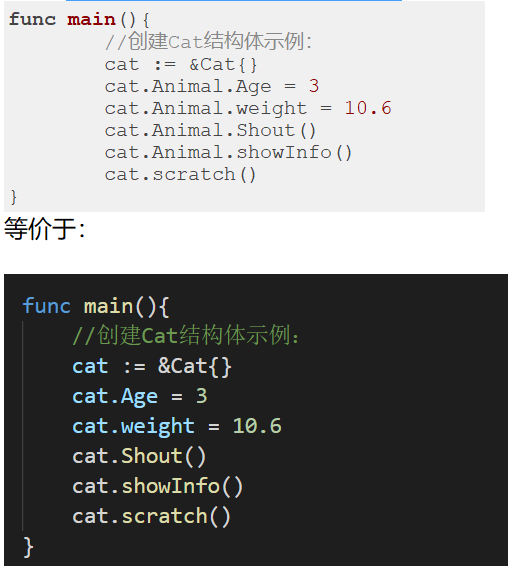 func main(){
//创建Cat结构体示例：
cat := &Cat{}
cat.Animal.Age = 3
cat.Animal.weight = 10.6
cat.Animal.Shout()
cat.Animal.showInfo()
cat.scratch()
}
等价于：
func main(){
//创建Cat结构体示例：
cat := &Cat{}
cat.Age = 3
cat.weight = 10.6
cat.Shout()
cat.showInfo()
cat.scratch()
}